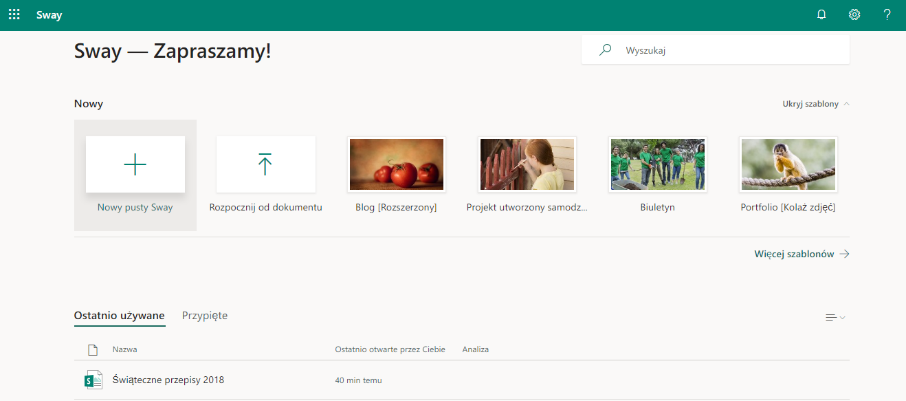 Sway
Sway — Zapraszamy!
Wyszukaj
Nowy
Ukryj szablony
Nowy pusty Sway
Rozpocznij od dokumentu
Blog [Rozszerzony]
Projekt utworzony samodz...
Biuletyn
Portfolio [Kolaż zdjęć]
Więcej szablonów
Ostatnio używane
Przypięte
Nazwa
Ostatnio otwarte przez Ciebie
Analiza
Świąteczne przepisy 2018
40 min temu